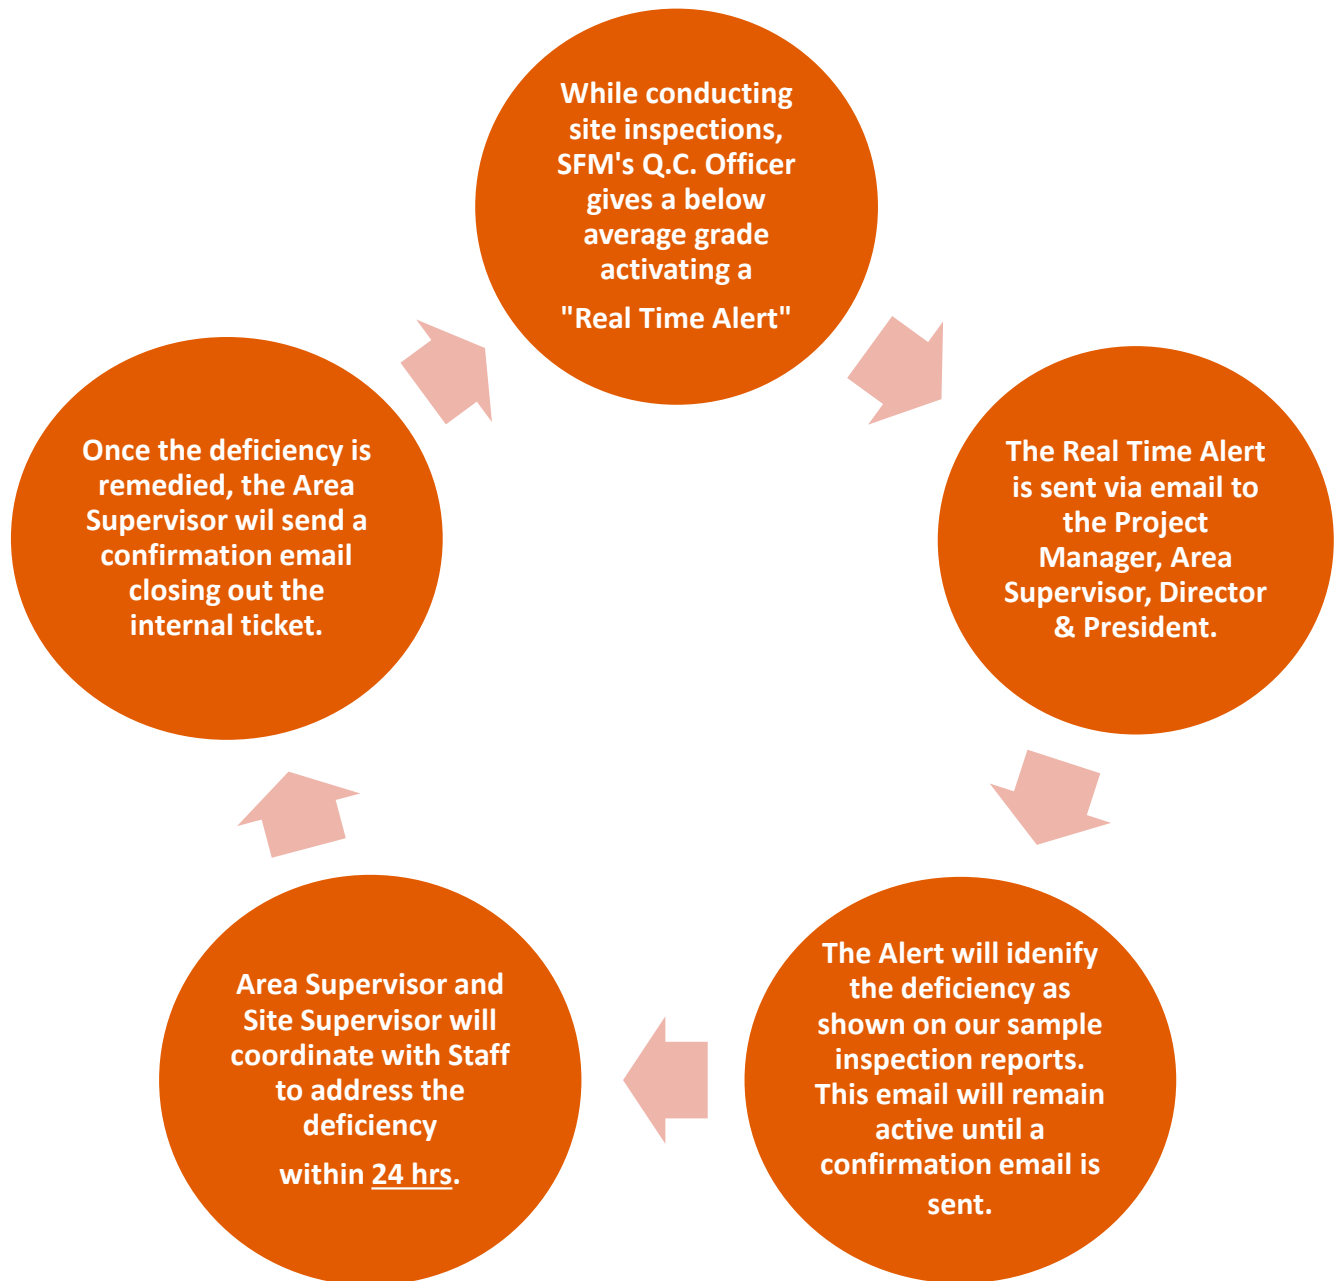 While conducting
site inspections,
SFM's Q.C. Officer
gives a below
average grade
activating a
"Real Time Alert"
The Real Time Alert
is sent via email to
the Project
Manager, Area
Supervisor, Director
& President.
The Alert will idenify
the deficiency as
shown on our sample
inspection reports.
This email will remain
active until a
confirmation email is
sent.
Area Supervisor and
Site Supervisor will
coordinate with Staff
to address the
deficiency
within 24 hrs.
Once the deficiency is
remedied, the Area
Supervisor wil send a
confirmation email
closing out the
internal ticket.